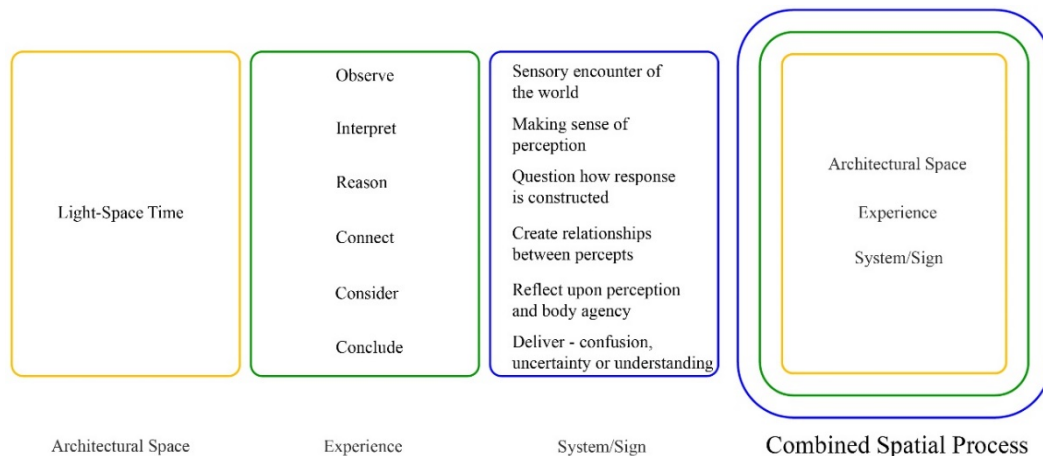 Light-Space Time
Observe
Interpret
Reason
Connect
Consider
Conclude
Sensory encounter of
the world
Making sense of
perception
Question how response
is constructed
Create relationships
between percepts
Reflect upon perception
and body agency
Deliver - confusion,
uncertainty or understanding
Architectural Space
Experience
System/Sign
Architectural Space
Experience
System/Sign
Combined Spatial Process